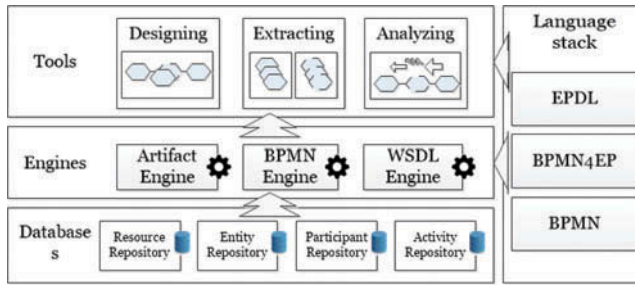 Tools
Designing
Extracting
Analyzing
Engines
Artifact
Engine
BPMN
Engine
WSDL
Engine
Database
s
Resource
Repository
Entity
Repository
Participant
Repository
Activity
Repository
Language
stack
EPDL
BPMN4EP
BPMN